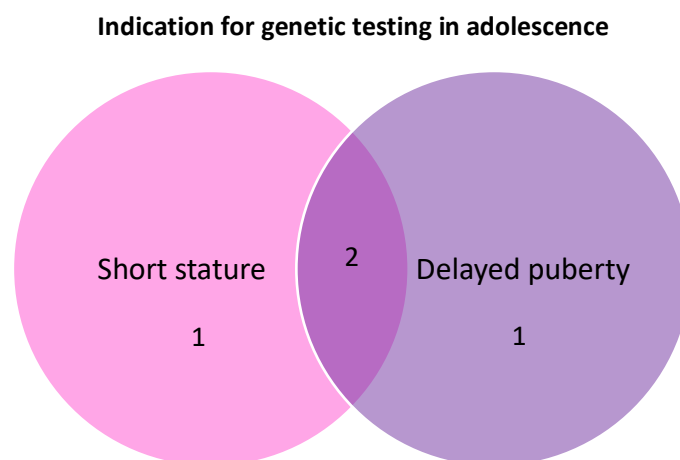 Indication for genetic testing in adolescence
2
Short stature
Delayed puberty
1
1